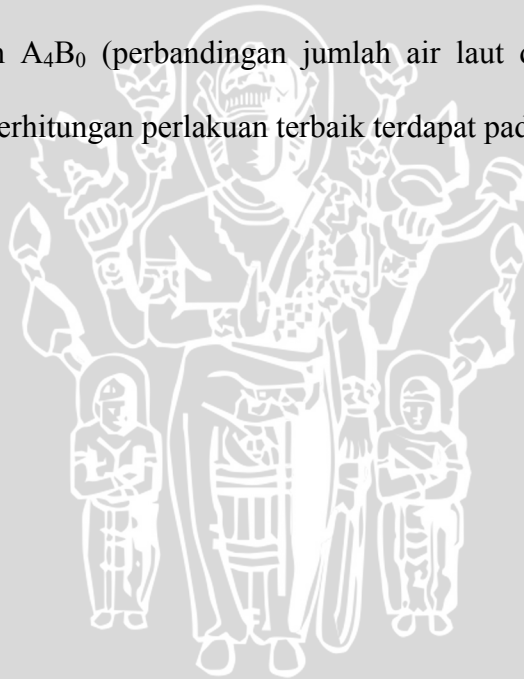 A₄B₀ (perbandingan jumlah air laut
erhitungan perlakuan terbaik terdapat pad